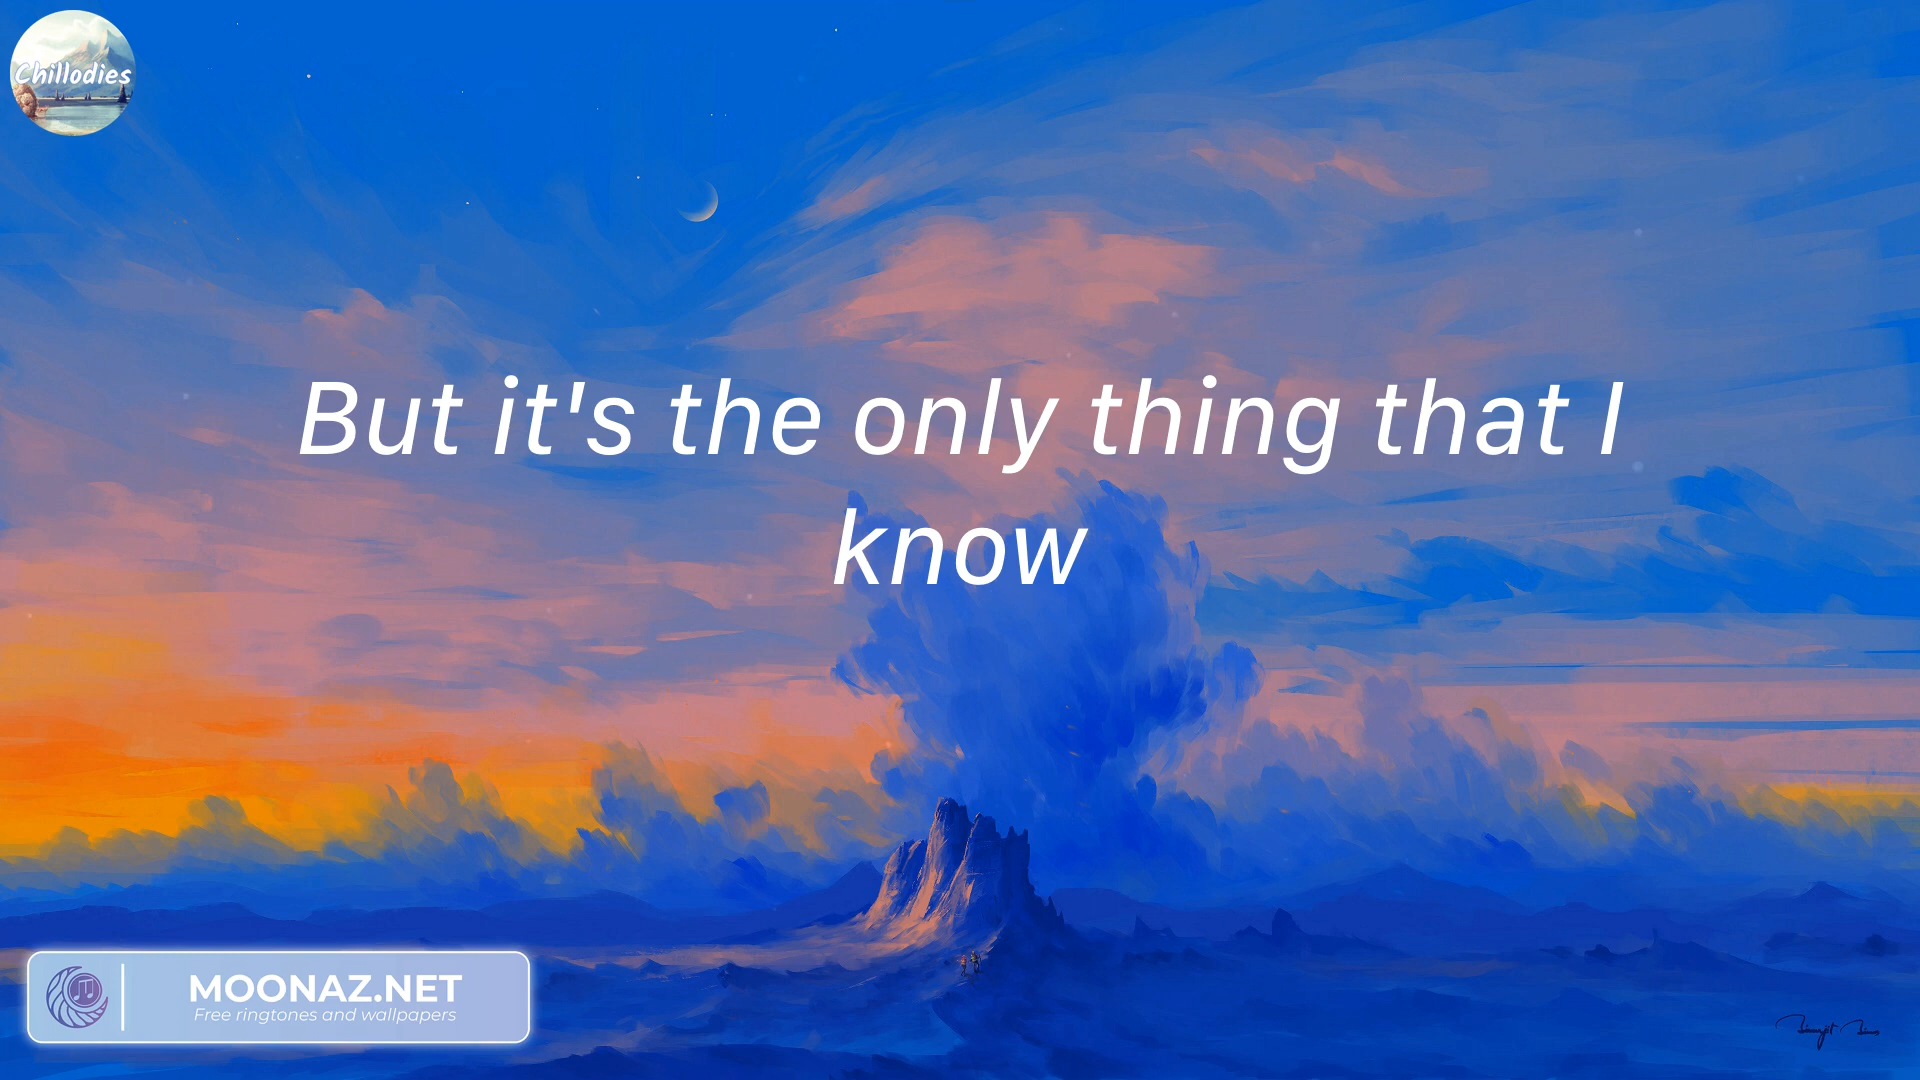 Chillodies
But it's the only thing that I
know
MOONAZ.NET
Free ringtones and wallpapers